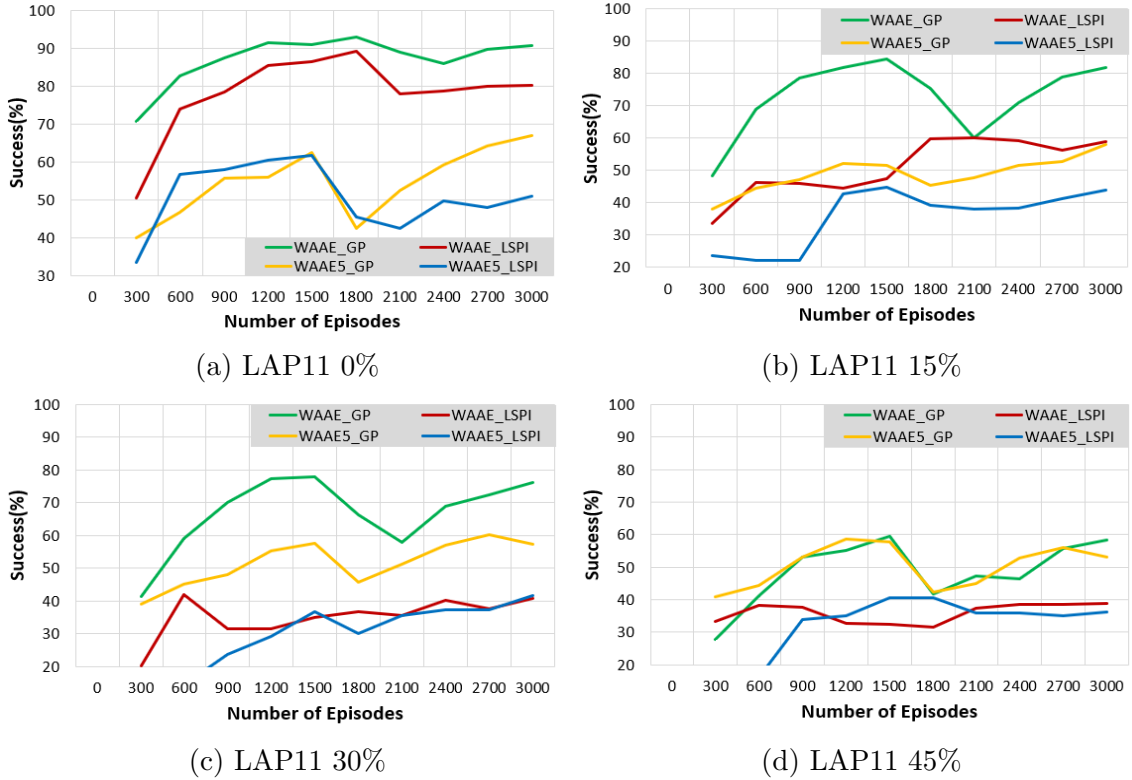 100
90
80
70
60
50
40
30
Success(%)
WAAE_GP WAAE_LSPI
WAAE5_GP WAAE5_LSPI
0 300 600 900 1200 1500 1800 2100 2400 2700 3000
Number of Episodes
(a) LAP11 0%
100
90
80
70
60
50
40
30
20
Success(%)
WAAE_GP WAAE_LSPI
WAAE5_GP WAAE5_LSPI
0 300 600 900 1200 1500 1800 2100 2400 2700 3000
Number of Episodes
(b) LAP11 15%
100
90
80
70
60
50
40
30
20
Success(%)
WAAE_GP WAAE_LSPI
WAAE5_GP WAAE5_LSPI
0 300 600 900 1200 1500 1800 2100 2400 2700 3000
Number of Episodes
(c) LAP11 30%
100
90
80
70
60
50
40
30
20
Success(%)
WAAE_GP WAAE_LSPI
WAAE5_GP WAAE5_LSPI
0 300 600 900 1200 1500 1800 2100 2400 2700 3000
Number of Episodes
(d) LAP11 45%